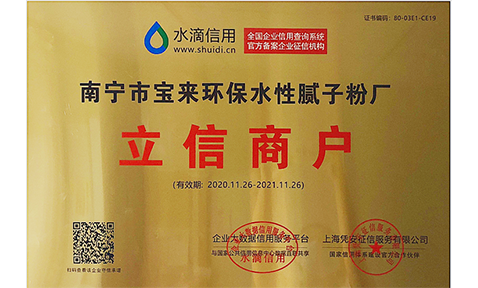 证书编号: 80-03E1-CE19
水滴信用
www.shuidi.cn
全国企业信用查询系统
官方备案企业征信机构
南宁市宝来环保水性腻子粉厂
立信商户
(有效期: 2020.11.26-2021.11.26)
企业大数据信用服务平台
上海凭安征信服务有限公司
水滴信用
扫码查看该企业信用承诺